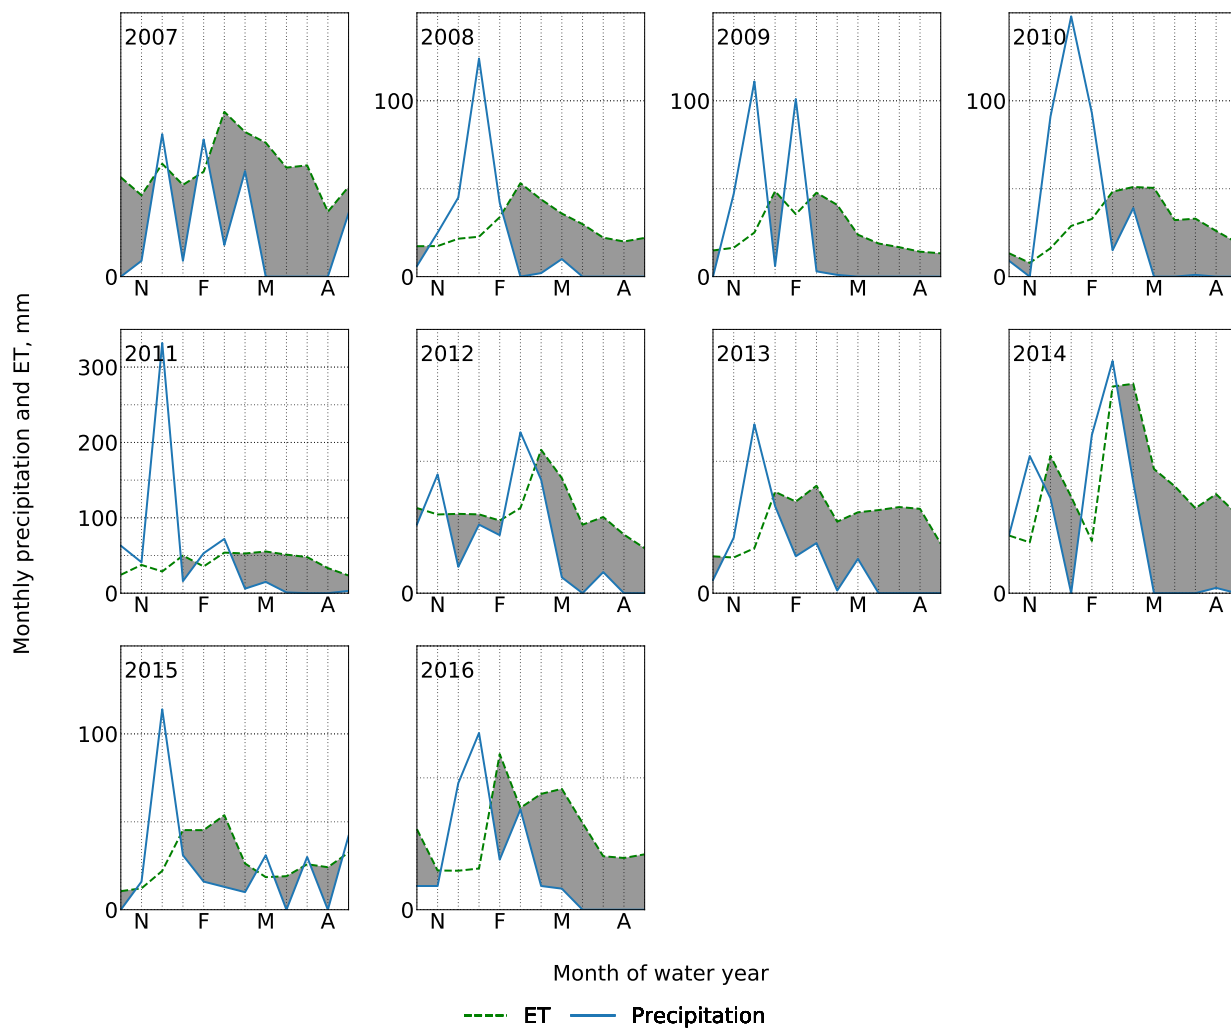 2007
2008
2009
2010
100
100
100
0
0
0
0
N F M A
N F M A
N F M A
N F M A
Monthly precipitation and ET, mm
2011
2012
2013
2014
300
200
100
0
0
0
0
N F M A
N F M A
N F M A
N F M A
2015
2016
100
0
0
N F M A
N F M A
Month of water year
ET
Precipitation